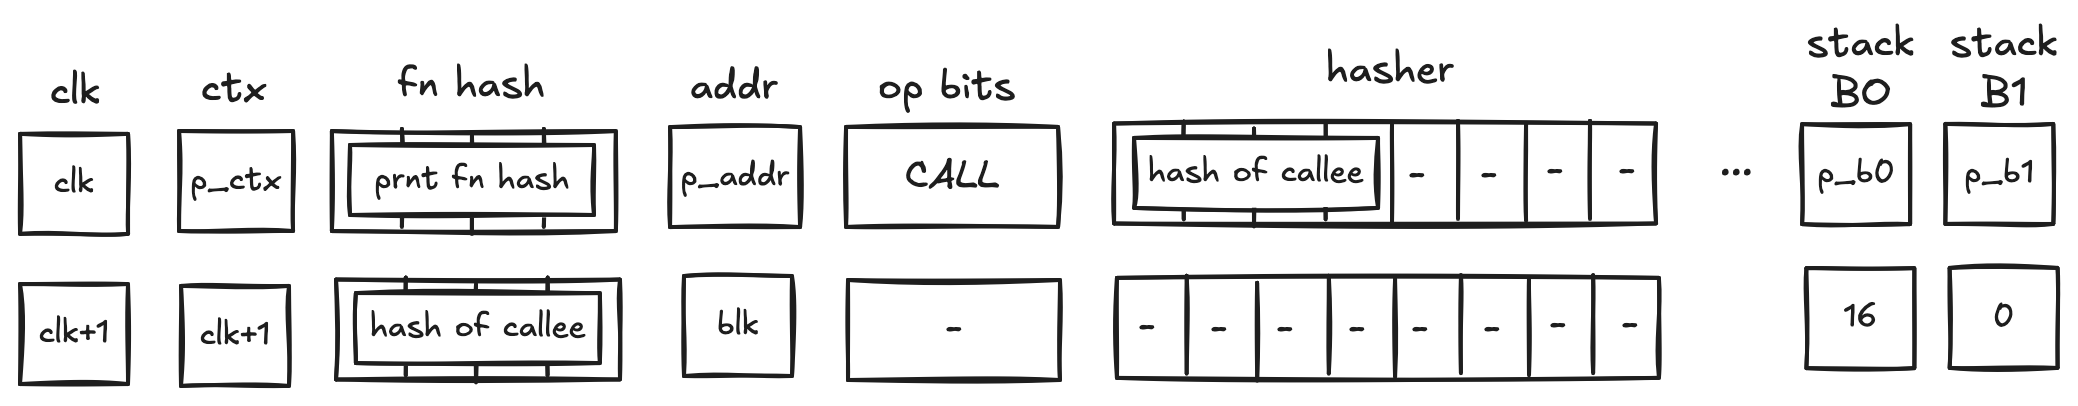 clk ctx fn hash addr op bits hasher stack B0 stack B1
clk p_ctx prnt fn hash p_addr CALL hash of callee - - - - ... p_b0 p_b1
clk+1 clk+1 hash of callee blk - - - - - - - - - 16 0